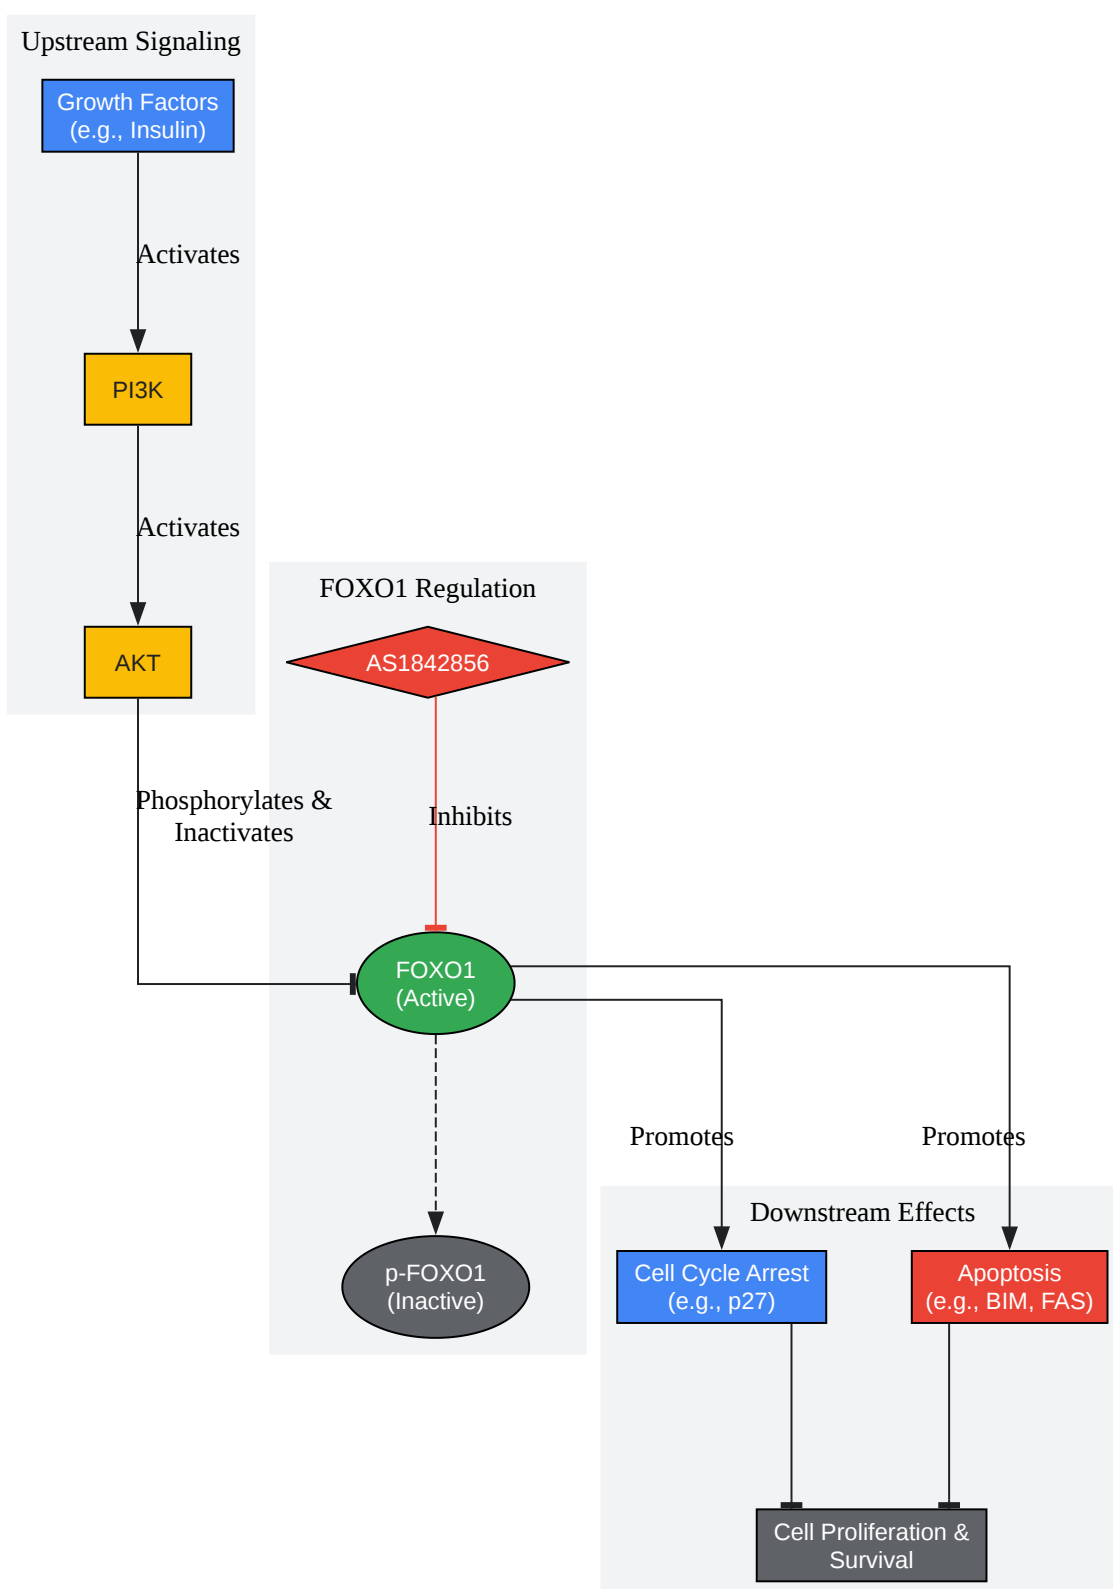 Upstream Signaling
Growth Factors
(e.g., Insulin)
Activates
PI3K
Activates
AKT
Phosphorylates &
Inactivates
FOXO1 Regulation
AS1842856
Inhibits
FOXO1
(Active)
p-FOXO1
(Inactive)
Promotes
Promotes
Downstream Effects
Cell Cycle Arrest
(e.g., p27)
Apoptosis
(e.g., BIM, FAS)
Cell Proliferation &
Survival